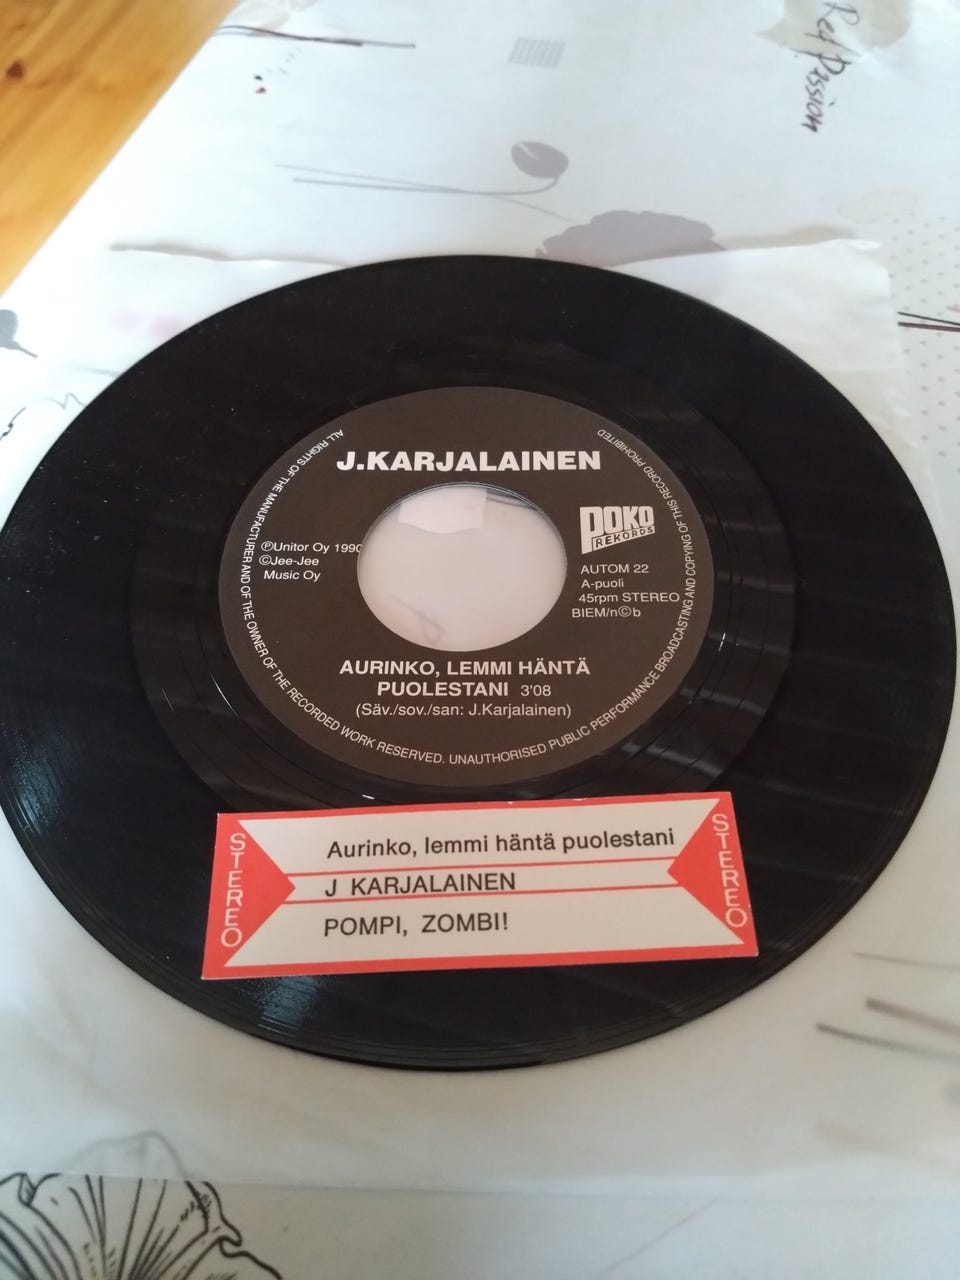 Red Passion
J.KARJALAINEN
DOKO
REKORDS
℗Unitor Oy 1990
©Jee-Jee
Music Oy
AUTOM 22
A-puoli
45rpm STEREO
BIEM/n©b
AURINKO, LEMMI HÄNTÄ
PUOLESTANI 3'08
(Säv./sov./san: J.Karjalainen)
ALL RIGHTS OF THE MANUFACTURER AND OF THE OWNER OF THE RECORDED WORK RESERVED. UNAUTHORISED PUBLIC PERFORMANCE BROADCASTING AND COPYING OF THIS RECORD PROHIBITED
STEREO
Aurinko, lemmi häntä puolestani
J KARJALAINEN
POMPI, ZOMBI!
STEREO